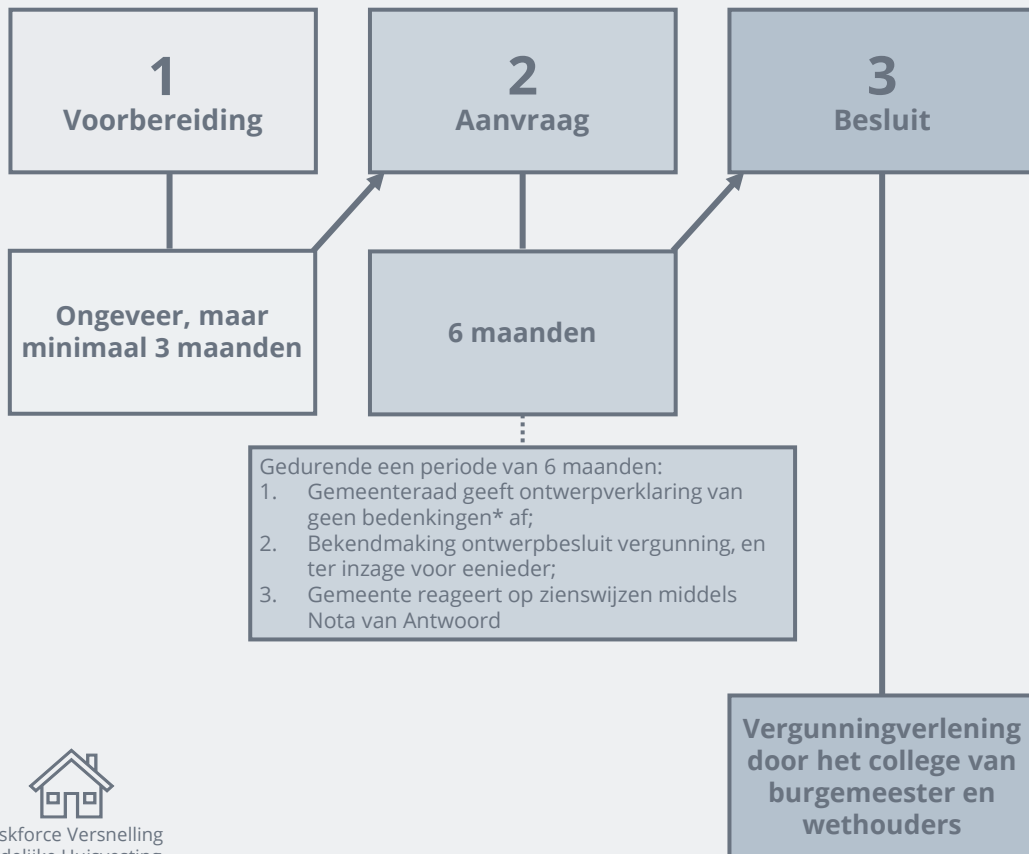 1
Voorbereiding
2
Aanvraag
3
Besluit
Ongeveer, maar
minimaal 3 maanden
6 maanden
Gedurende een periode van 6 maanden:
1. Gemeenteraad geeft ontwerpverklaring van
geen bedenkingen* af;
2. Bekendmaking ontwerpbesluit vergunning, en
ter inzage voor eenieder;
3. Gemeente reageert op zienswijzen middels
Nota van Antwoord
Vergunningverlening
door het college van
burgemeester en
wethouders
skforce Versnelling